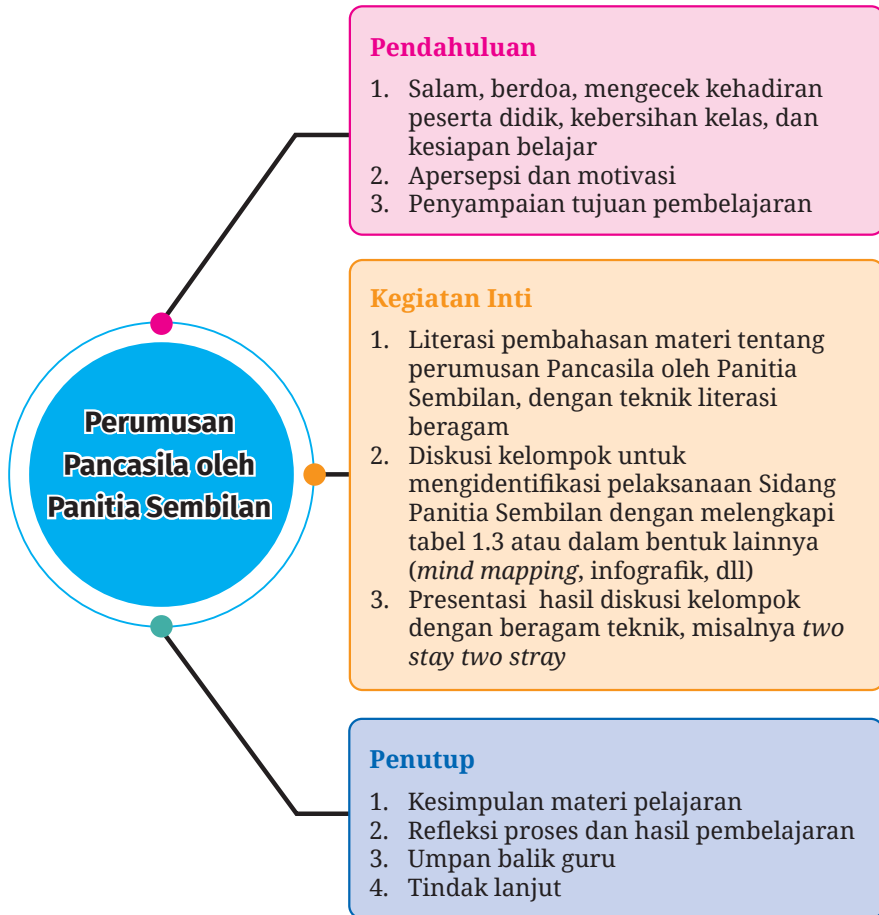 Pendahuluan
1. Salam, berdoa, mengecek kehadiran
peserta didik, kebersihan kelas, dan
kesiapan belajar
2. Apersepsi dan motivasi
3. Penyampaian tujuan pembelajaran
Perumusan
Pancasila oleh
Panitia Sembilan
Kegiatan Inti
1. Literasi pembahasan materi tentang
perumusan Pancasila oleh Panitia
Sembilan, dengan teknik literasi
beragam
2. Diskusi kelompok untuk
mengidentifikasi pelaksanaan Sidang
Panitia Sembilan dengan melengkapi
tabel 1.3 atau dalam bentuk lainnya
(mind mapping, infografik, dll)
3. Presentasi hasil diskusi kelompok
dengan beragam teknik, misalnya two
stay two stray
Penutup
1. Kesimpulan materi pelajaran
2. Refleksi proses dan hasil pembelajaran
3. Umpan balik guru
4. Tindak lanjut